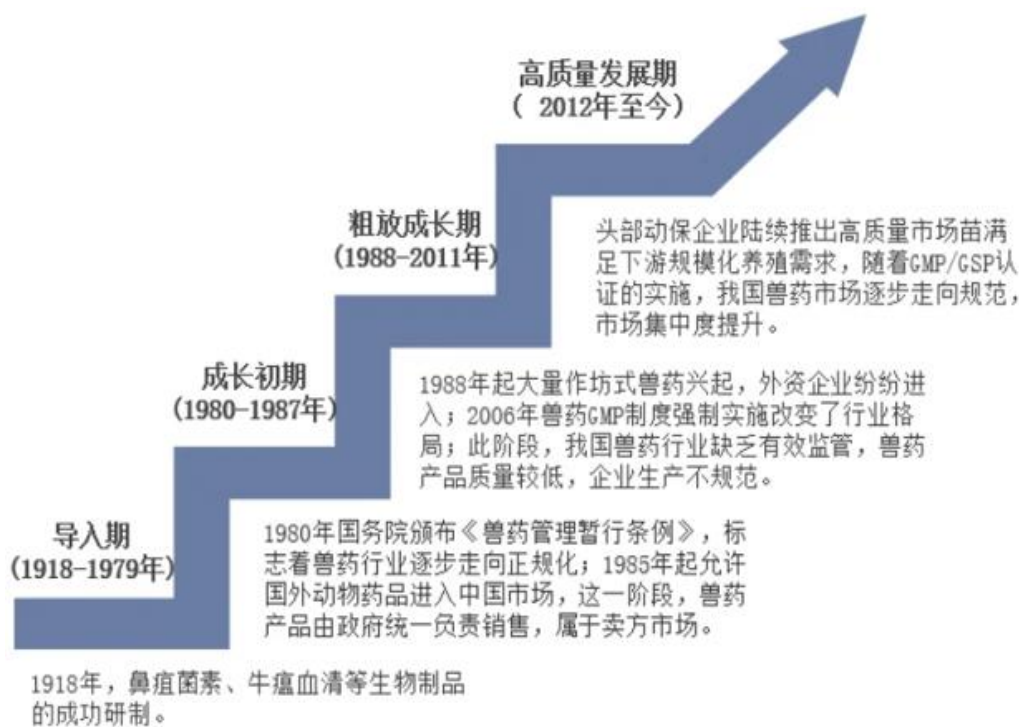 高质量发展期
( 2012年至今)
头部动保企业陆续推出高质量市场苗满
足下游规模化养殖需求，随着GMP/GSP认
证的实施，我国兽药市场逐步走向规范，
市场集中度提升。
粗放成长期
(1988-2011年)
1988年起大量作坊式兽药兴起，外资企业纷纷进
入；2006年兽药GMP制度强制实施改变了行业格
局；此阶段，我国兽药行业缺乏有效监管，兽药
产品质量较低，企业生产不规范。
成长初期
(1980-1987年)
1980年国务院颁布《兽药管理暂行条例》，标
志着兽药行业逐步走向正规化；1985年起允许
国外动物药品进入中国市场，这一阶段，兽药
产品由政府统一负责销售，属于卖方市场。
导入期
(1918-1979年)
1918年，鼻疽菌素、牛瘟血清等生物制品
的成功研制。